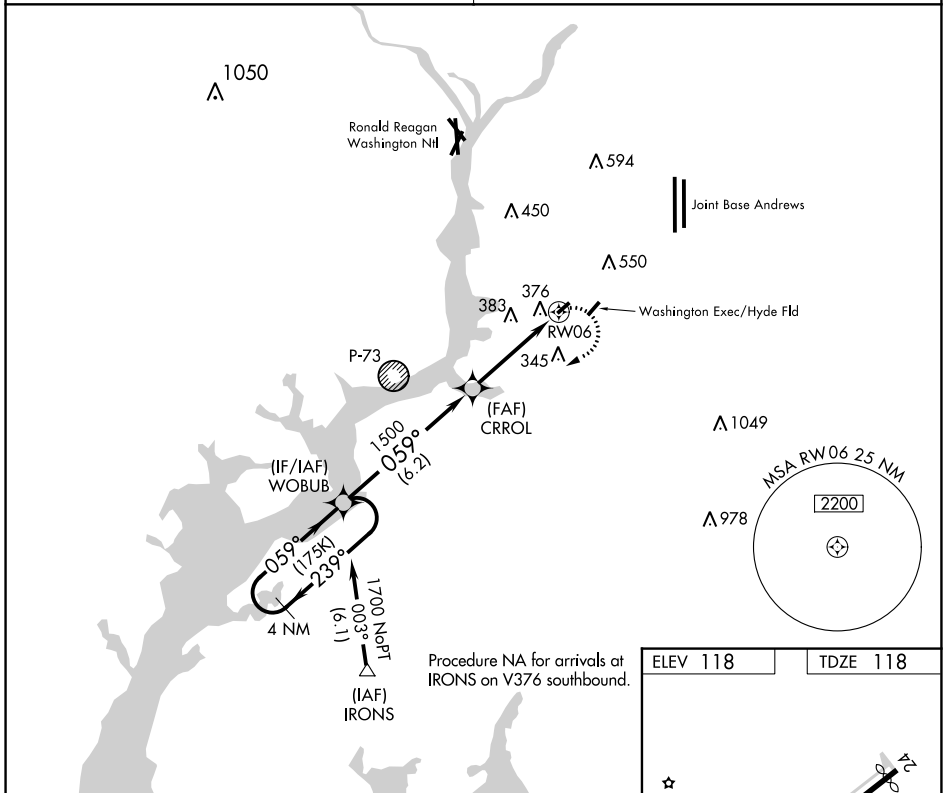 1050
Ronald Reagan
Washington Ntl
594
450
Joint Base Andrews
550
383
376
Washington Exec/Hyde Fld
RW06
345
P-73
(FAF)
CRROL
1500
059°
(6.2)
1049
(IF/IAF)
WOBUB
MSA RW06 25 NM
2200
978
059°
(175K)
239°
4 NM
1700 NoPT
003°
(6.1)
(IAF)
IRONS
Procedure NA for arrivals at
IRONS on V376 southbound.
ELEV 118
TDZE 118
24